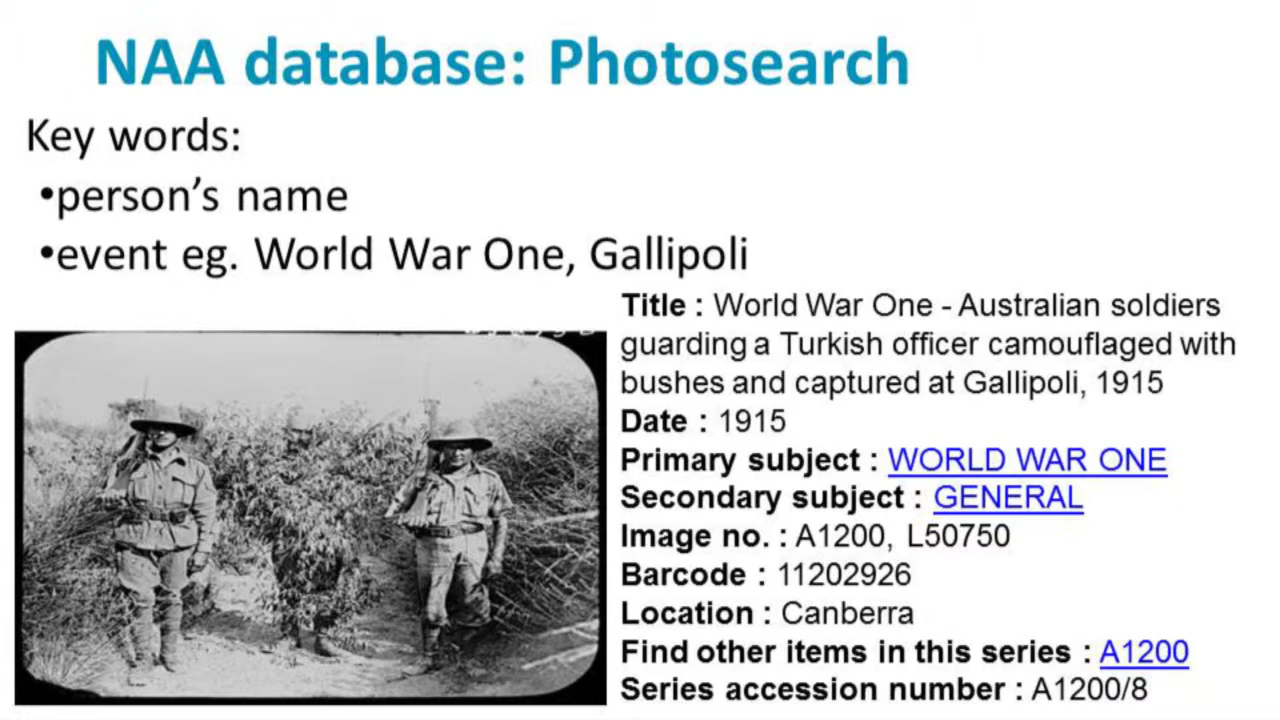 NAA database: Photosearch
Key words:
•person’s name
•event eg. World War One, Gallipoli
Title : World War One - Australian soldiers
guarding a Turkish officer camouflaged with
bushes and captured at Gallipoli, 1915
Date : 1915
Primary subject : WORLD WAR ONE
Secondary subject : GENERAL
Image no. : A1200, L50750
Barcode : 11202926
Location : Canberra
Find other items in this series : A1200
Series accession number : A1200/8